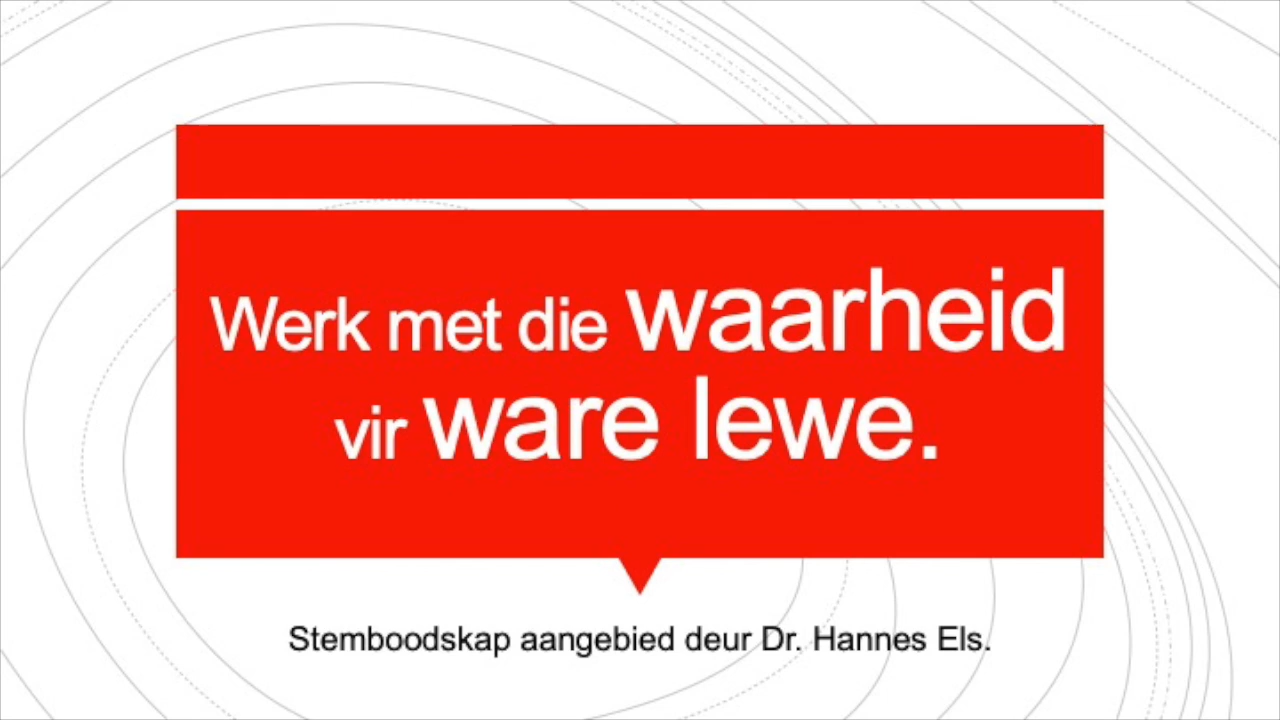 Werk met die waarheid
vir ware lewe.
Stemboodskap aangebied deur Dr. Hannes Els.